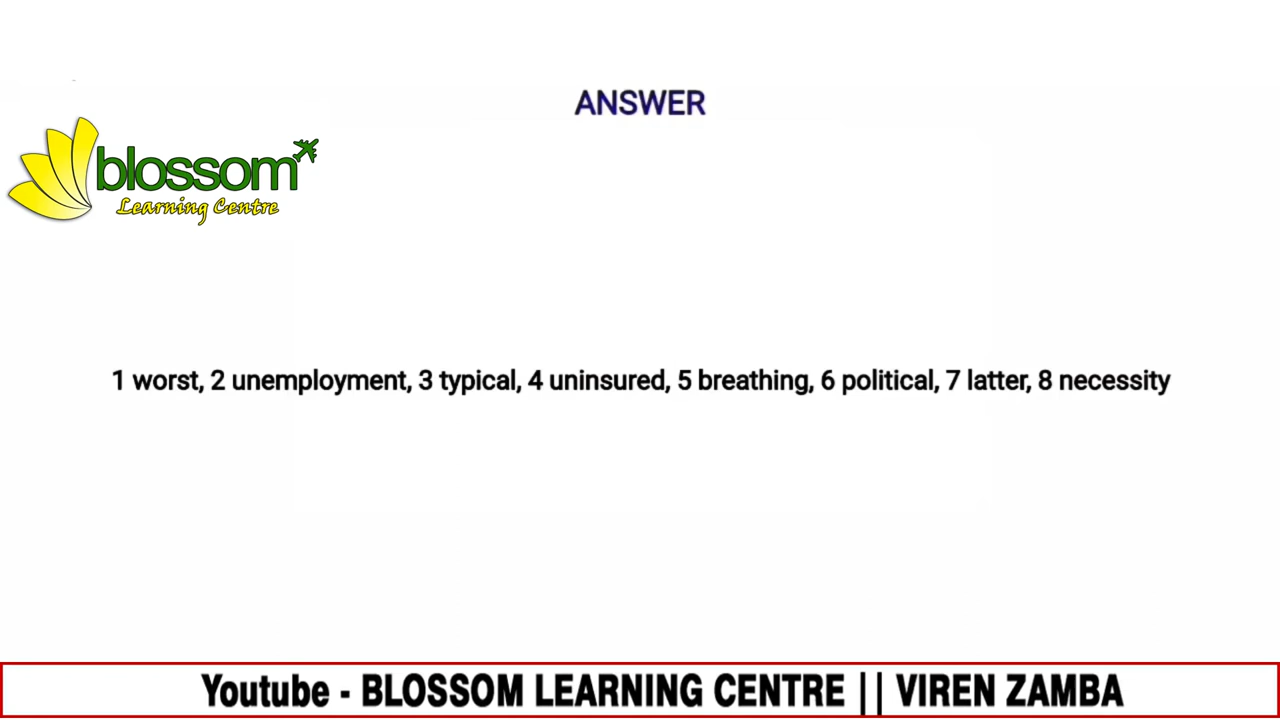 ANSWER
blossom
Learning Centre
1 worst, 2 unemployment, 3 typical, 4 uninsured, 5 breathing, 6 political, 7 latter, 8 necessity
Youtube - BLOSSOM LEARNING CENTRE || VIREN ZAMBA